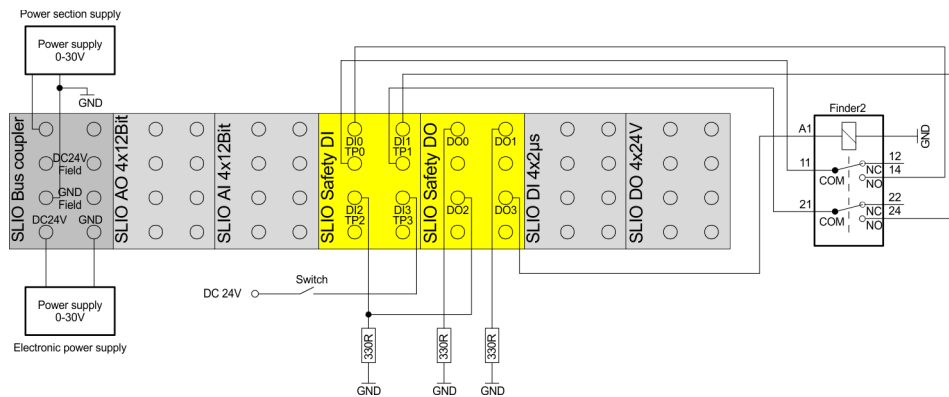 Power section supply
Power supply
0-30V
GND
SLIO Bus coupler
DC24V
Field
GND
Field
DC24V
GND
SLIO AO 4x12Bit
SLIO AI 4x12Bit
SLIO Safety DI
DI0
TP0
DI1
TP1
DI2
TP2
DI3
TP3
SLIO Safety DO
DO0
DO1
DO2
DO3
SLIO DI 4x2µs
SLIO DO 4x24V
Finder2
A1
GND
11
COM
12
NC
14
NO
21
COM
22
NC
24
NO
DC 24V
Switch
Power supply
0-30V
Electronic power supply
330R
330R
330R
GND
GND
GND